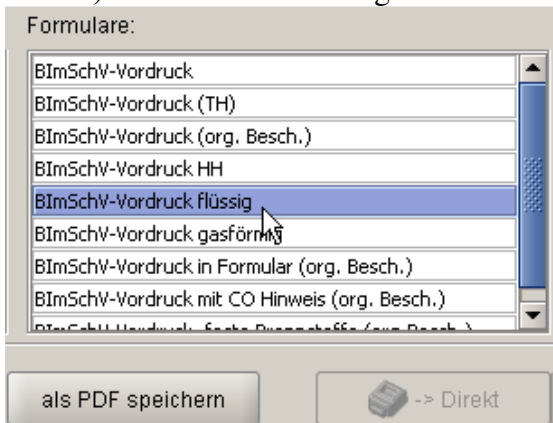 Formulare:
BImSchV-Vordruck
BImSchV-Vordruck (TH)
BImSchV-Vordruck (org. Besch.)
BImSchV-Vordruck HH
BImSchV-Vordruck flüssig
BImSchV-Vordruck gasförmig
BImSchV-Vordruck in Formular (org. Besch.)
BImSchV-Vordruck mit CO Hinweis (org. Besch.)
als PDF speichern
-> Direkt